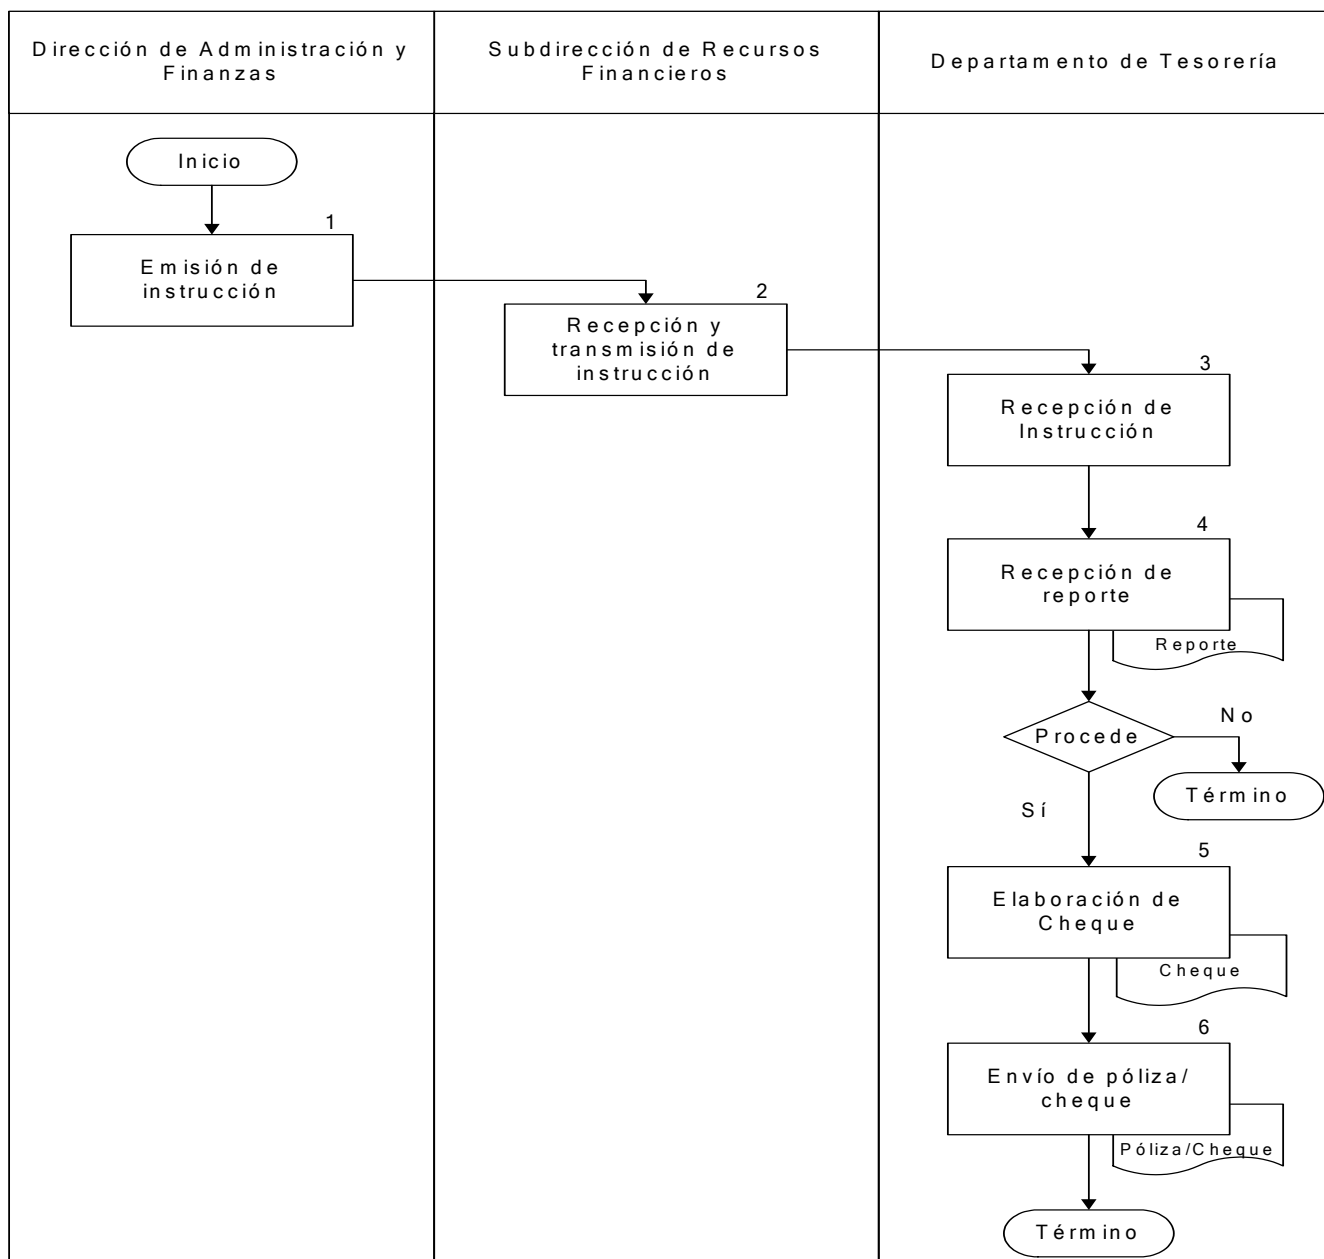 Dirección de Administración y
Finanzas
Subdirección de Recursos
Financieros
Departamento de Tesorería
Inicio
1
Emisión de
instrucción
2
Recepción y
transmisión de
instrucción
3
Recepción de
Instrucción
4
Recepción de
reporte
Reporte
Procede
No
Término
Sí
5
Elaboración de
Cheque
Cheque
6
Envío de póliza/
cheque
Póliza/Cheque
Término